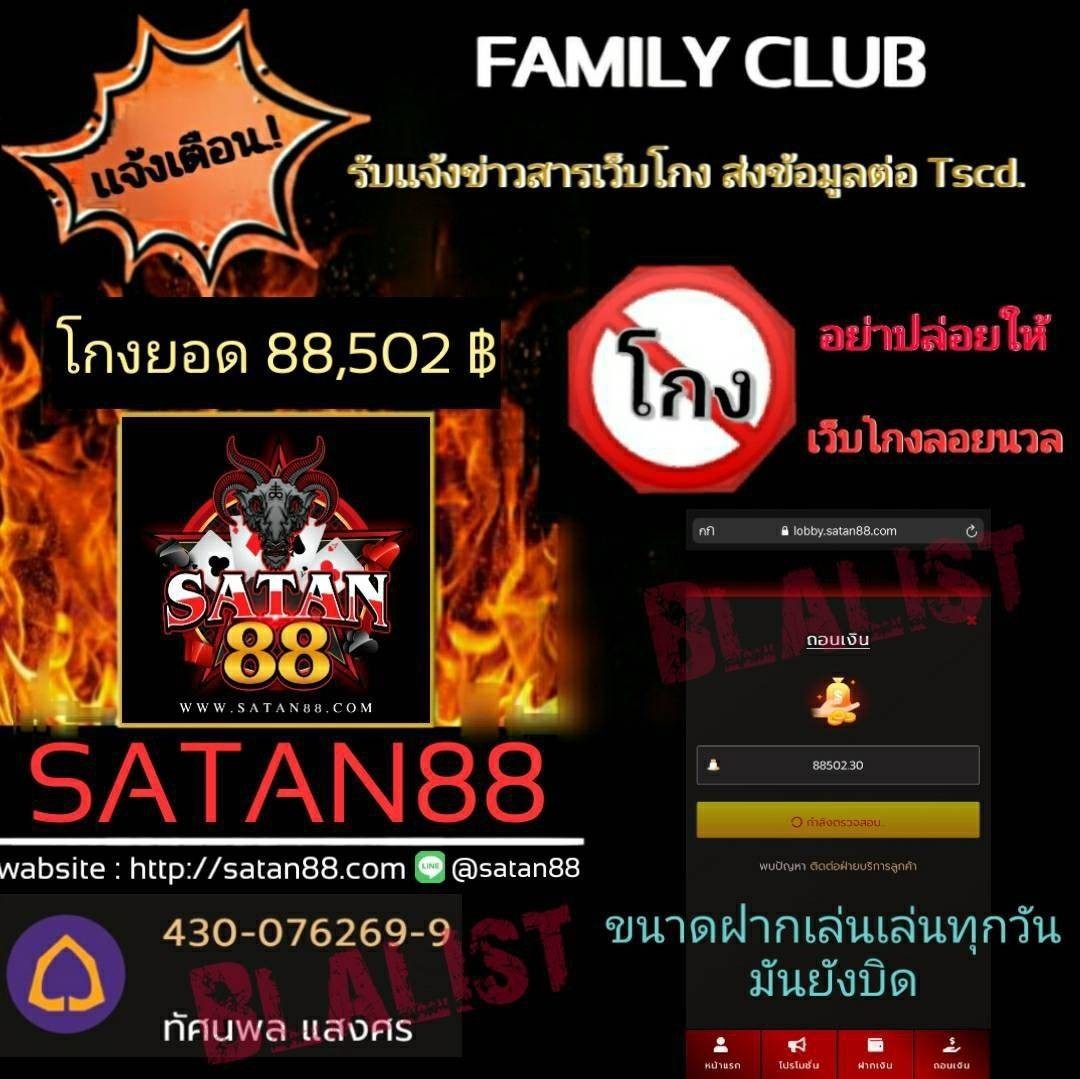 แจ้งเตือน.!
FAMILY CLUB
รับแจ้งข่าวสารเว็บโกง ส่งข้อมูลต่อ Tscd.
โกงยอด 88,502 ฿
โกง
อย่าปล่อยให้
เว็บโกงลอยนวล
SATAN
88
WWW.SATAN88.COM
SATAN88
wabsite : http://satan88.com LINE @satan88
430-076269-9
ทัศนพล แสงศร
BLALIST
กก lobby.satan88.com
BLALIST
ถอนเงิน
88502.30
กำลังตรวจสอบ..
พบปัญหา ติดต่อฝ่ายบริการลูกค้า
ขนาดฝากเล่นเล่นทุกวัน
มันยังบิด
หน้าแรก โปรโมชั่น ฝากเงิน ถอนเงิน